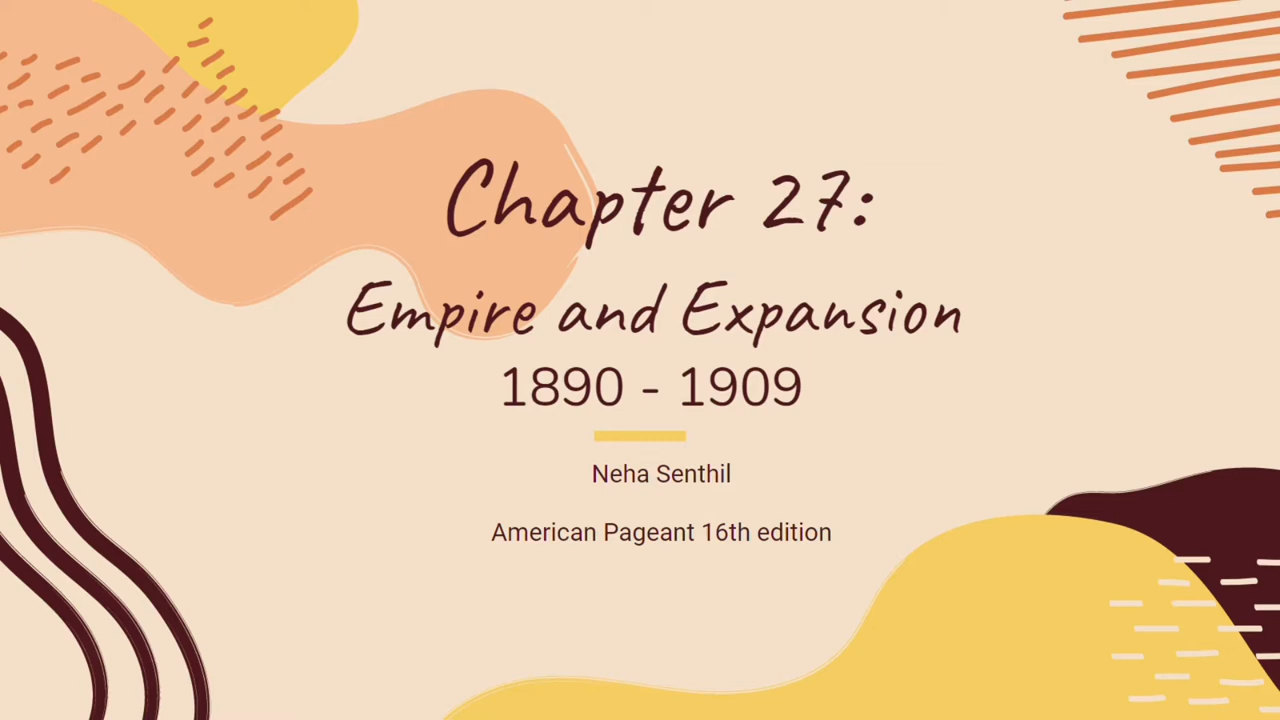 Chapter 27:
Empire and Expansion
1890 - 1909
Neha Senthil
American Pageant 16th edition